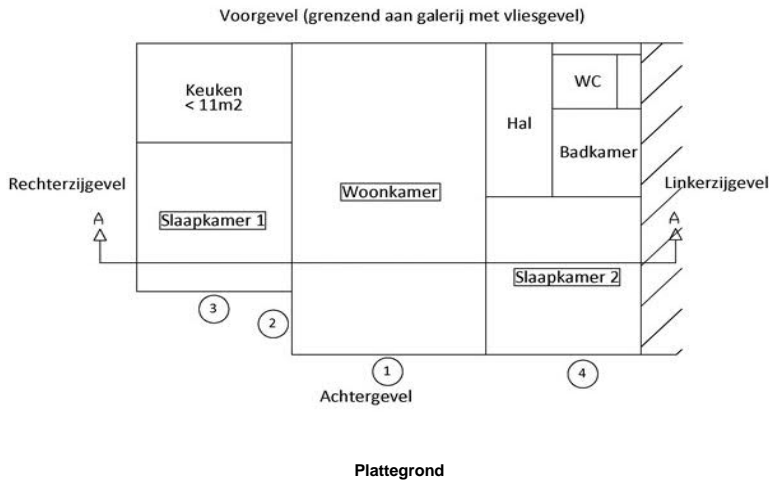 Voorgevel (grenzend aan galerij met vliesgevel)
Keuken
< 11m2
WC
Hal
Badkamer
Rechterzijgevel
Woonkamer
Linkerzijgevel
A
Slaapkamer 1
A
Slaapkamer 2
3
2
1
4
Achtergevel
Plattegrond